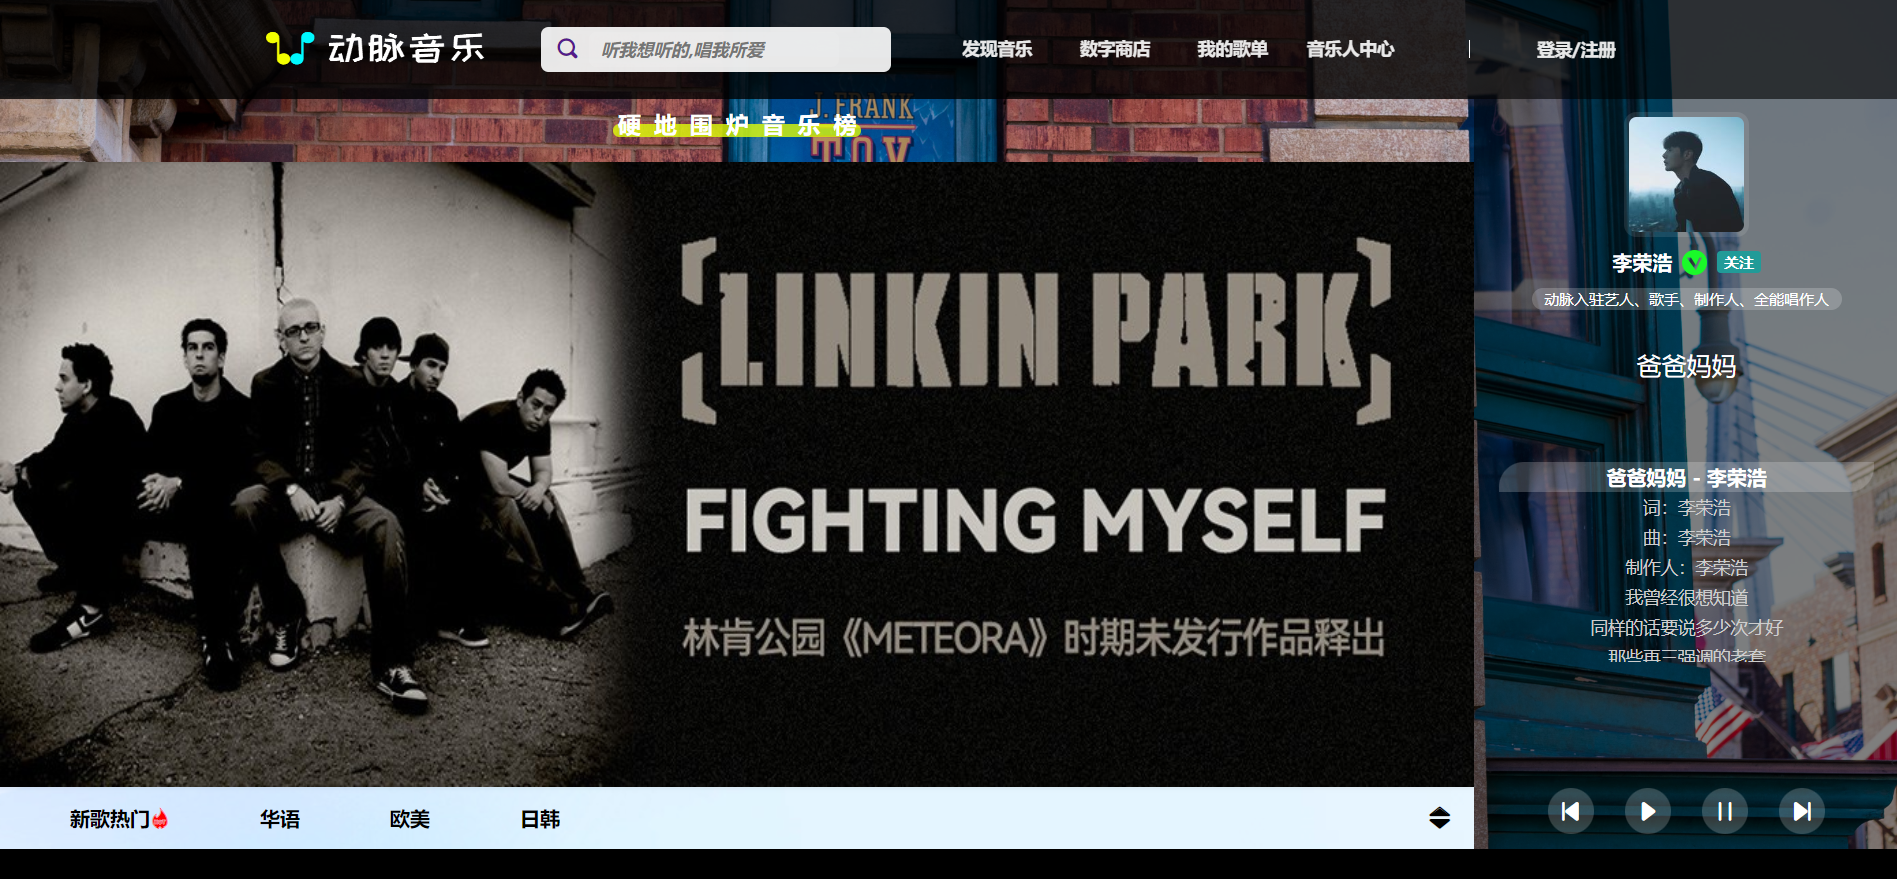 动脉音乐
听我想听的,唱我所爱
发现音乐
数字商店
我的歌单
音乐人中心
登录/注册
J. FRANK
TOY
硬地围炉音乐榜
[LINKIN PARK]
FIGHTING MYSELF
林肯公园《METEORA》时期未发行作品释出
新歌热门
华语
欧美
日韩
李荣浩
关注
动脉入驻艺人、歌手、制作人、全能唱作人
爸爸妈妈
爸爸妈妈 - 李荣浩
词：李荣浩
曲：李荣浩
制作人：李荣浩
我曾经很想知道
同样的话要说多少次才好
那些再三强调的老套